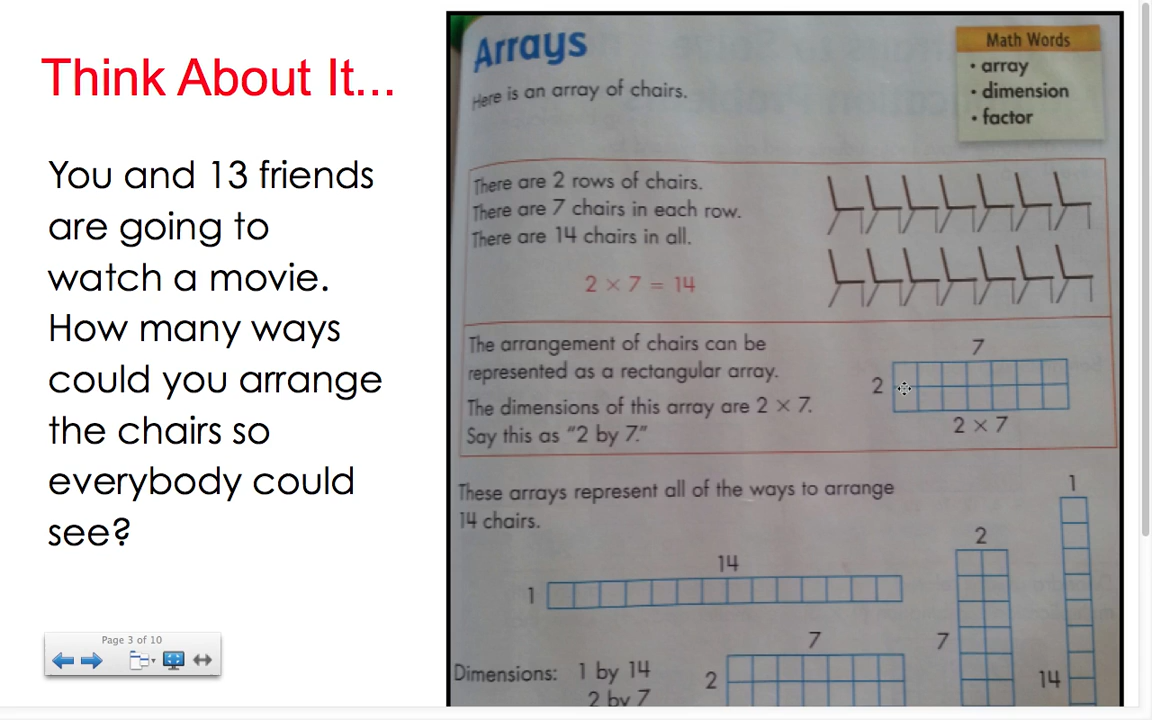 Think About It...
You and 13 friends
are going to
watch a movie.
How many ways
could you arrange
the chairs so
everybody could
see?
Page 3 of 10
Arrays
Here is an array of chairs.
Math Words
• array
• dimension
• factor
There are 2 rows of chairs.
There are 7 chairs in each row.
There are 14 chairs in all.
2 × 7 = 14
The arrangement of chairs can be
represented as a rectangular array.
The dimensions of this array are 2 × 7.
Say this as “2 by 7.”
7
2
2 × 7
These arrays represent all of the ways to arrange
14 chairs.
14
1
7
2
2
7
1
14
Dimensions: 1 by 14
2 by 7